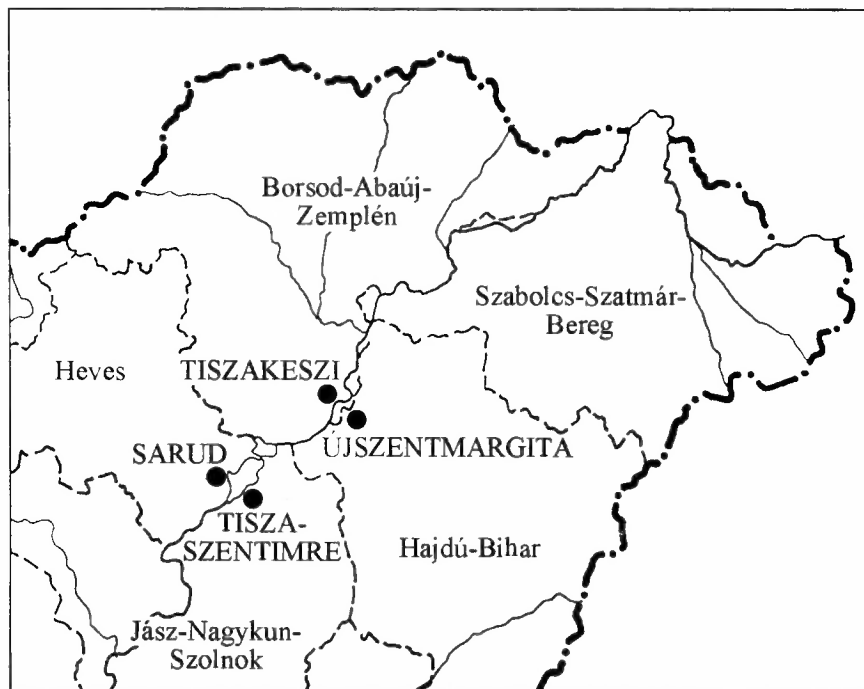 Borsod-Abaúj-
Zemplén
Szabolcs-Szatmár-
Bereg
Heves
TISZAKESZI
ÚJSZENTMARGITA
SARUD
TISZA-
SZENTIMRE
Hajdú-Bihar
Jász-Nagykun-
Szolnok